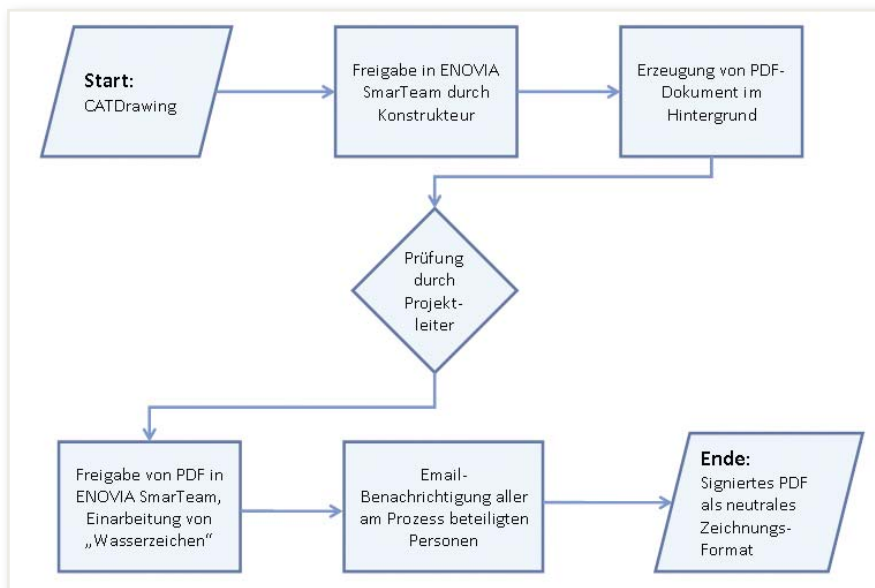 Start:
CATDrawing
Freigabe in ENOVIA
SmarTeam durch
Konstrukteur
Erzeugung von PDF-
Dokument im
Hintergrund
Prüfung
durch
Projekt-
leiter
Freigabe von PDF in
ENOVIA SmarTeam,
Einarbeitung von
„Wasserzeichen“
Email-
Benachrichtigung aller
am Prozess beteiligten
Personen
Ende:
Signiertes PDF
als neutrales
Zeichnungs-
Format